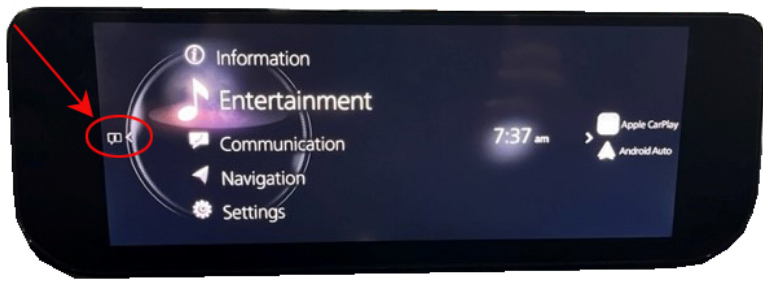 Information
Entertainment
Communication
Navigation
Settings
7:37 am
Apple CarPlay
Android Auto